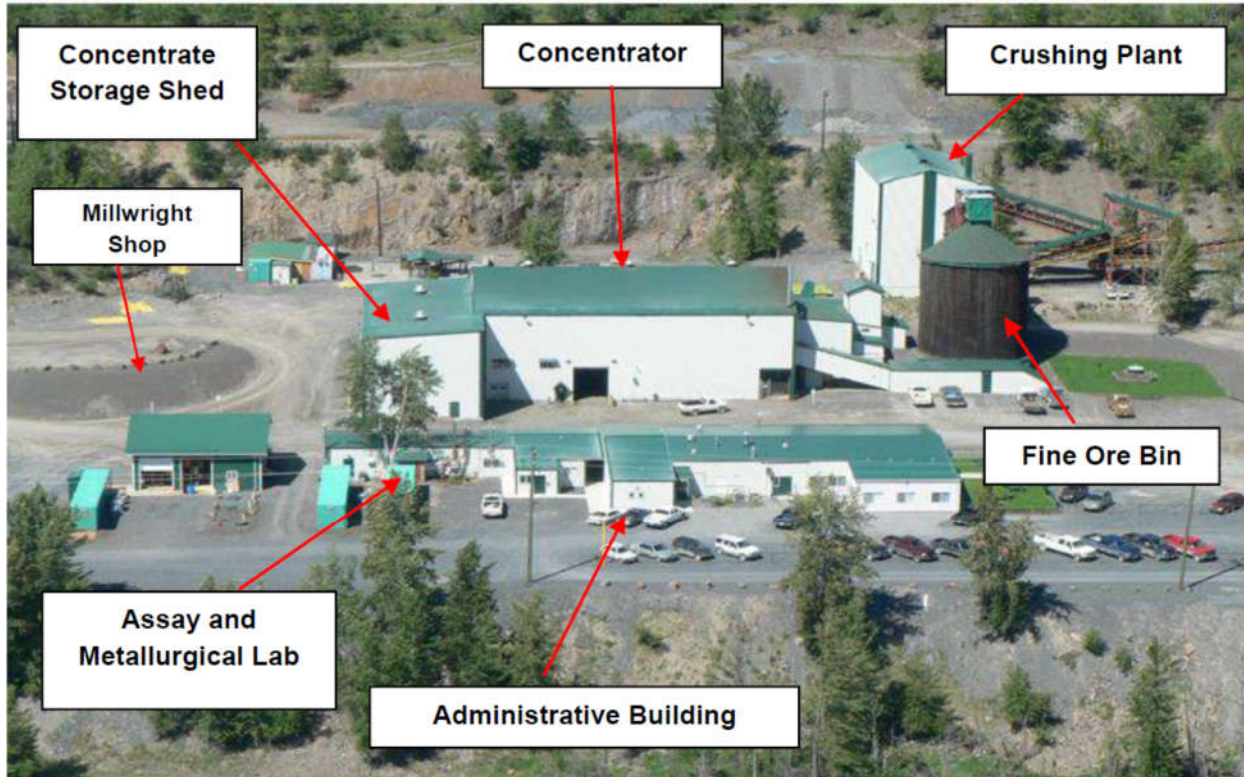 Concentrate
Storage Shed
Concentrator
Crushing Plant
Millwright
Shop
Fine Ore Bin
Assay and
Metallurgical Lab
Administrative Building